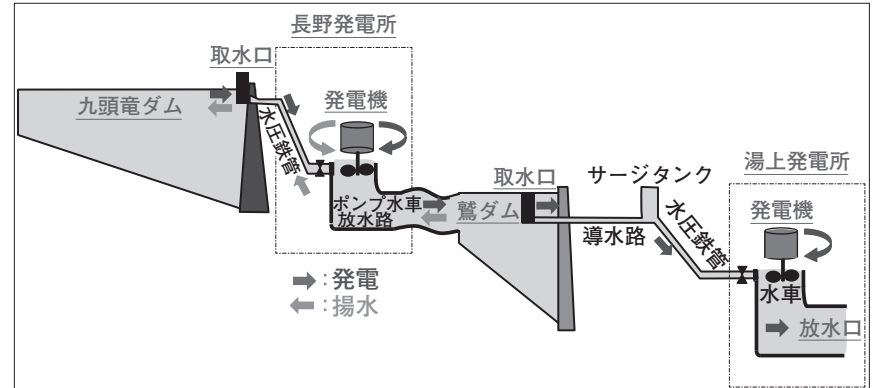 長野発電所
取水口
九頭竜ダム
発電機
水圧鉄管
ポンプ水車
放水路
取水口
鷲ダム
サージタンク
導水路
水圧鉄管
湯上発電所
発電機
水車
放水口
➡:発電
⬅:揚水